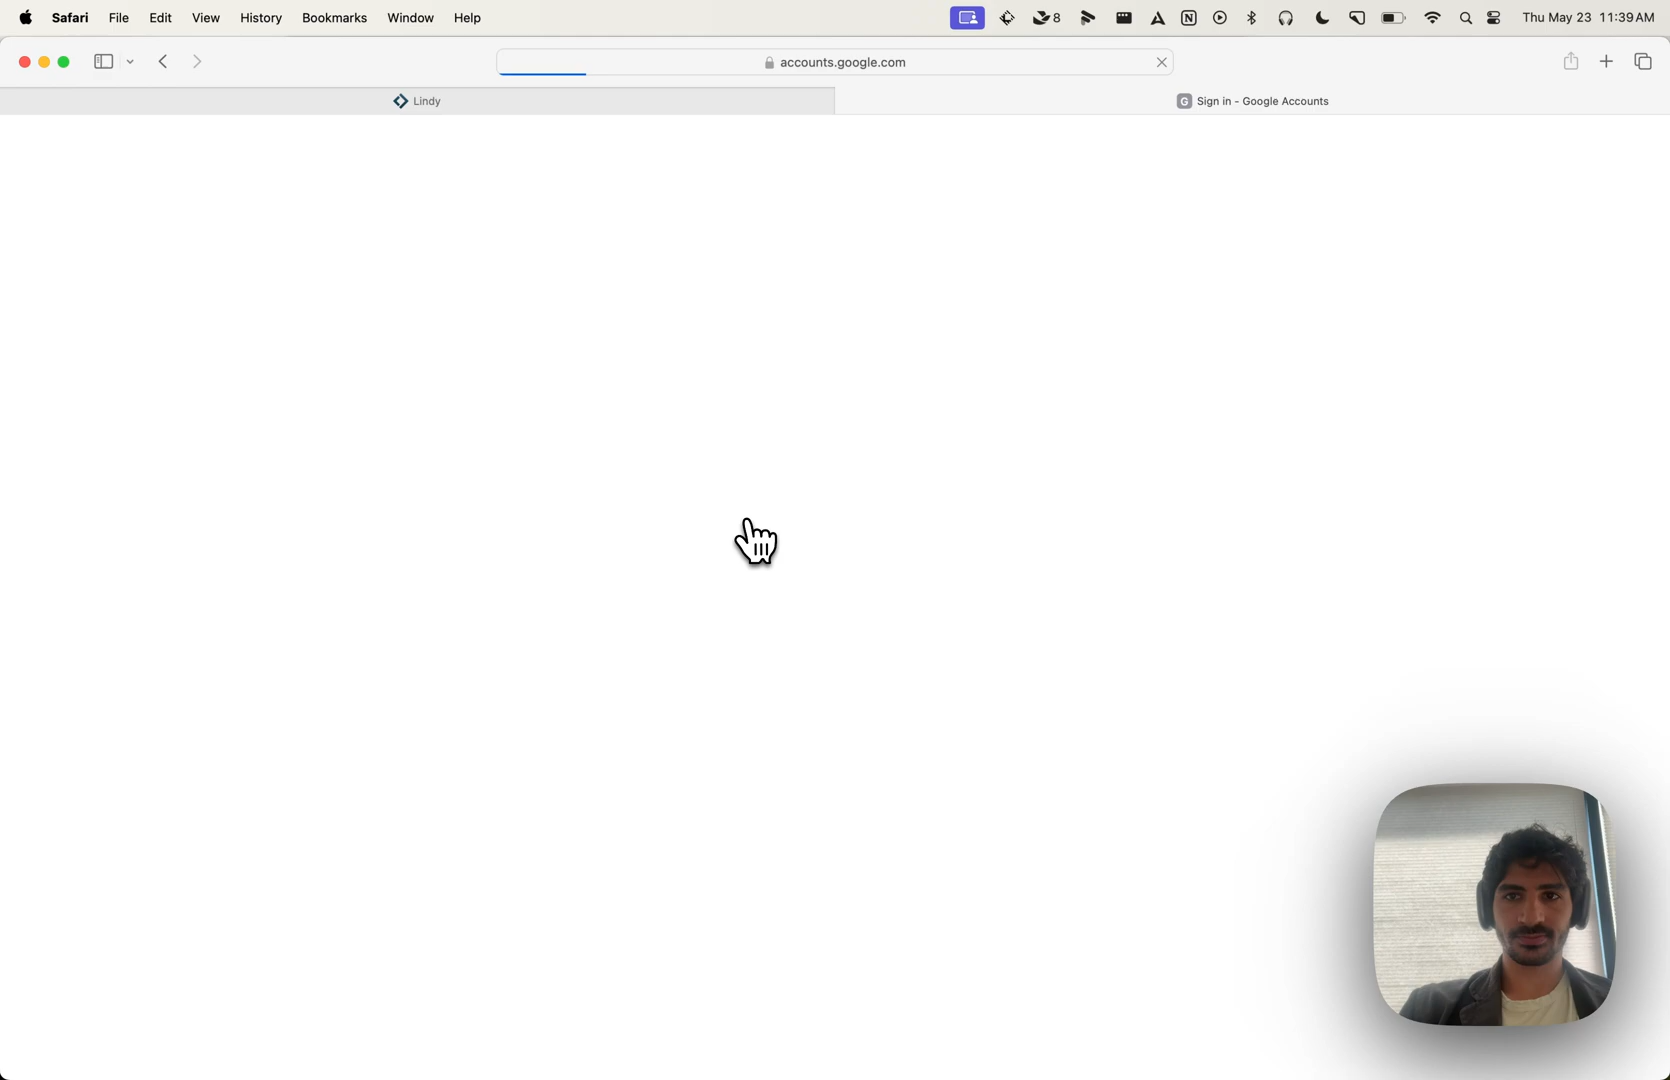 Safari File Edit View History Bookmarks Window Help 8 Thu May 23 11:39 AM
accounts.google.com
Lindy
G Sign in - Google Accounts